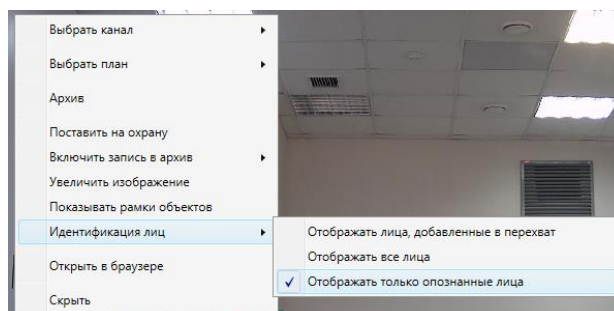 Выбрать канал
Выбрать план
Архив
Поставить на охрану
Включить запись в архив
Увеличить изображение
Показывать рамки объектов
Идентификация лиц
Открыть в браузере
Скрыть
Отображать лица, добавленные в перехват
Отображать все лица
Отображать только опознанные лица